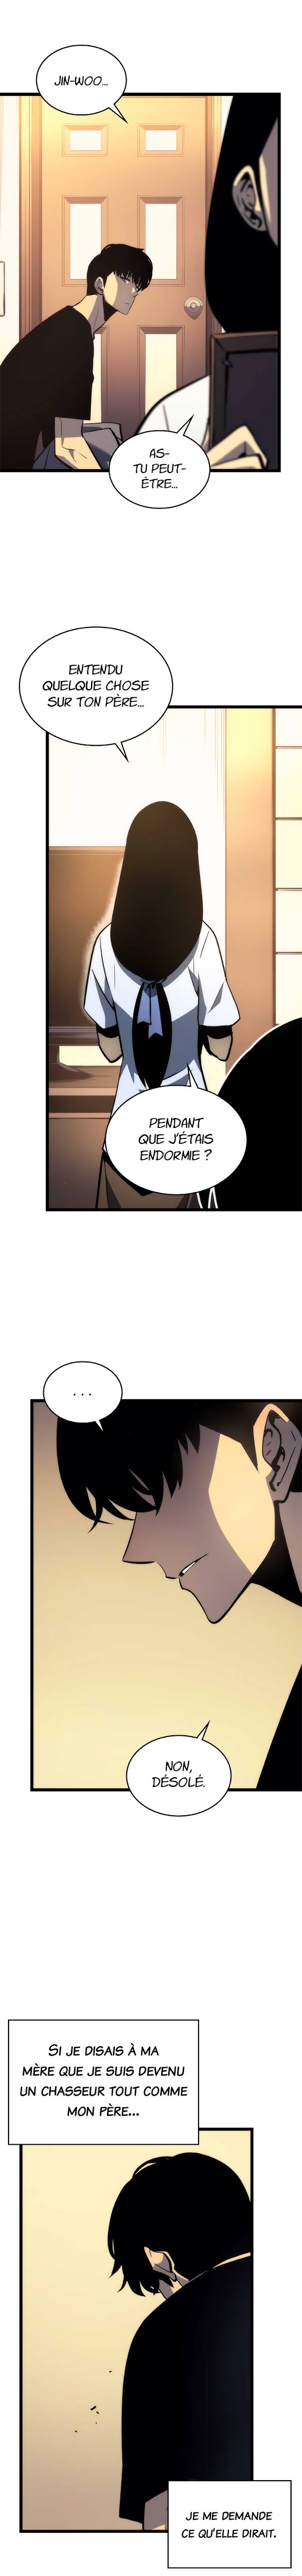 JIN-WOO...
AS-
TU PEUT-
ÊTRE...
ENTENDU
QUELQUE CHOSE
SUR TON PÈRE...
PENDANT
QUE J'ÉTAIS
ENDORMIE ?
...
NON,
DÉSOLÉ.
SI JE DISAIS À MA
MÈRE QUE JE SUIS DEVENU
UN CHASSEUR TOUT COMME
MON PÈRE...
JE ME DEMANDE
CE QU'ELLE DIRAIT.